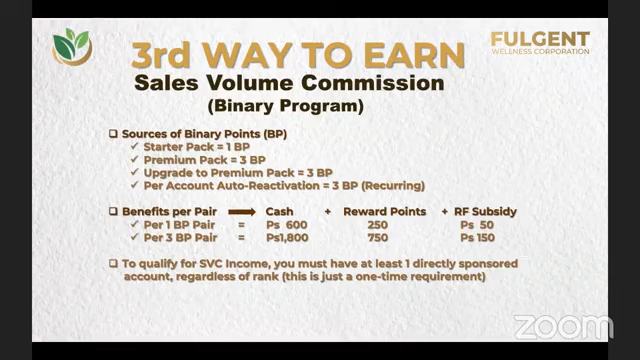 3rd WAY TO EARN
FULGENT
WELLNESS CORPORATION
Sales Volume Commission
(Binary Program)
❑ Sources of Binary Points (BP)
✓ Starter Pack = 1 BP
✓ Premium Pack = 3 BP
✓ Upgrade to Premium Pack = 3 BP
✓ Per Account Auto-Reactivation = 3 BP (Recurring)
❑ Benefits per Pair ➡ Cash + Reward Points + RF Subsidy
✓ Per 1 BP Pair = Ps 600 250 Ps 50
✓ Per 3 BP Pair = Ps1,800 750 Ps 150
❑ To qualify for SVC Income, you must have at least 1 directly sponsored
account, regardless of rank (this is just a one-time requirement)
zoom